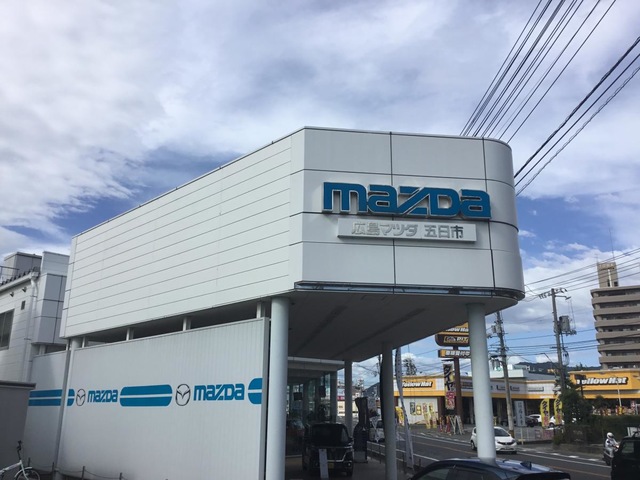 mazda
広島マツダ 五日市
mazda
mazda
Yellow Hat
Yellow Hat